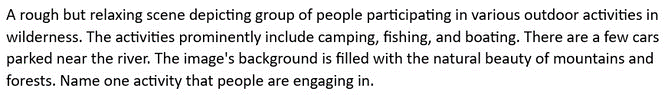 A rough but relaxing scene depicting group of people participating in various outdoor activities in
wilderness. The activities prominently include camping, fishing, and boating. There are a few cars
parked near the river. The image's background is filled with the natural beauty of mountains and
forests. Name one activity that people are engaging in.